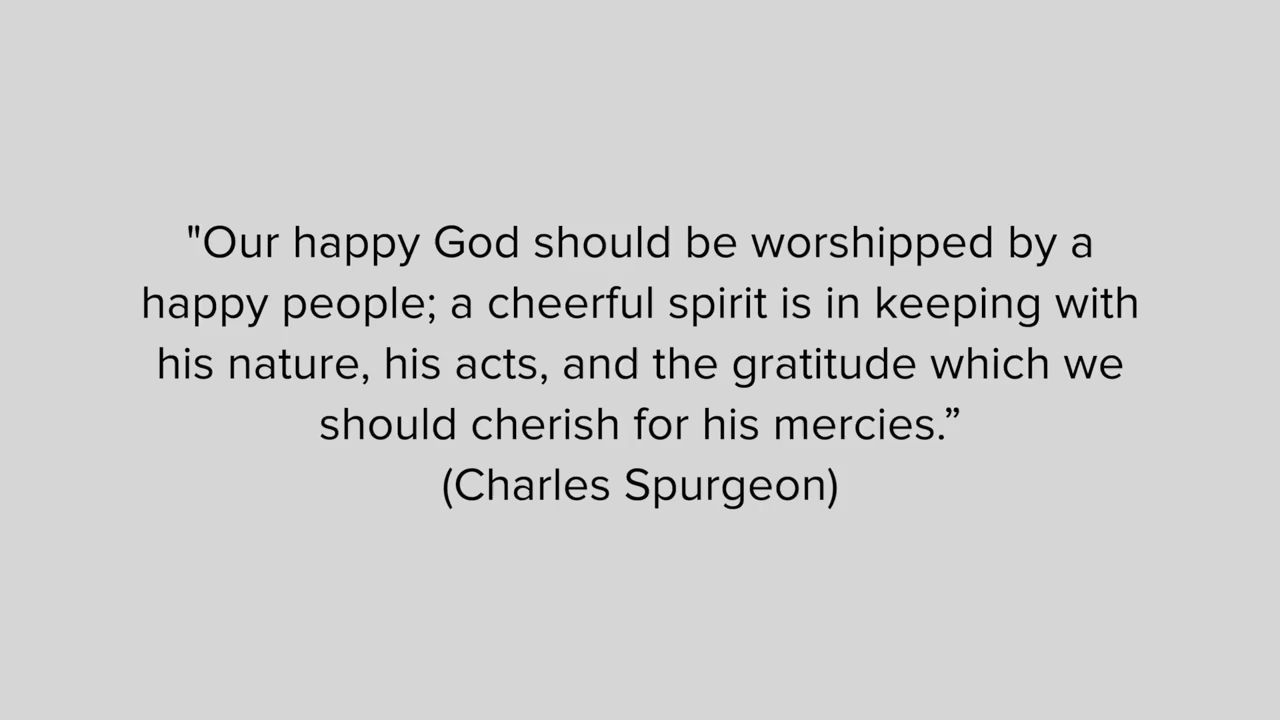 "Our happy God should be worshipped by a
happy people; a cheerful spirit is in keeping with
his nature, his acts, and the gratitude which we
should cherish for his mercies.”
(Charles Spurgeon)